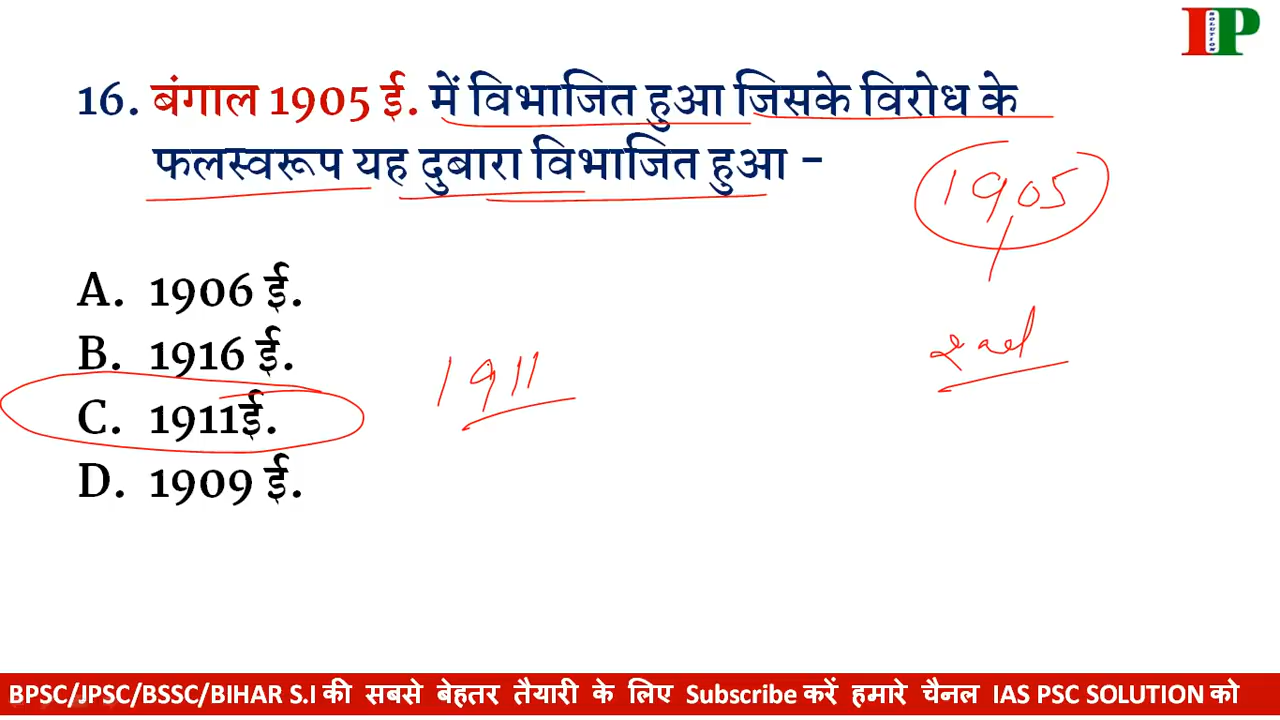 I SOLUTION P
16. बंगाल 1905 ई. में विभाजित हुआ जिसके विरोध के
फलस्वरूप यह दुबारा विभाजित हुआ -
1905
A. 1906 ई.
B. 1916 ई.
1911
C. 1911ई.
D. 1909 ई.
BPSC/JPSC/BSSC/BIHAR S.I की सबसे बेहतर तैयारी के लिए Subscribe करें हमारे चैनल IAS PSC SOLUTION को